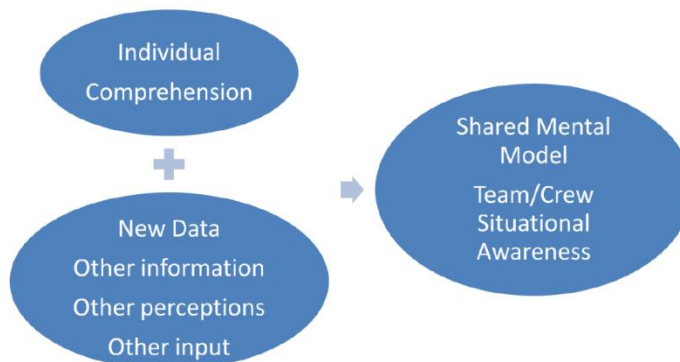 Individual
Comprehension
New Data
Other information
Other perceptions
Other input
Shared Mental
Model
Team/Crew
Situational
Awareness